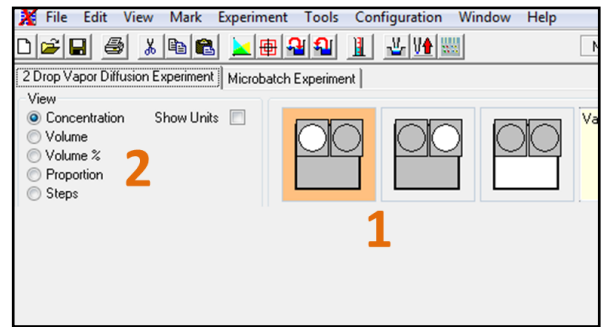 File Edit View Mark Experiment Tools Configuration Window Help
2 Drop Vapor Diffusion Experiment Microbatch Experiment
View
Concentration Show Units
Volume
Volume %
Proportion
Steps
2
1
Va